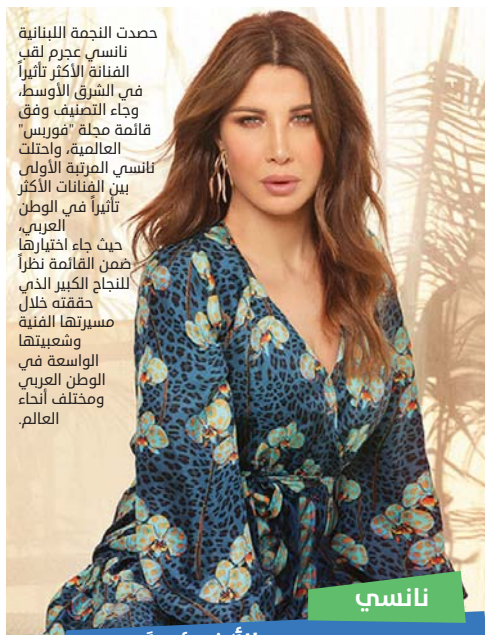 حصدت النجمة اللبنانية
نانسي عجرم لقب
الفنانة الأكثر تأثيراً
في الشرق الأوسط،
وجاء التصنيف وفق
قائمة مجلة "فوربس"
العالمية، واحتلت
نانسي المرتبة الأولى
بين الفنانات الأكثر
تأثيراً في الوطن
العربي،
حيث جاء اختيارها
ضمن القائمة نظراً
للنجاح الكبير الذي
حققته خلال
مسيرتها الفنية
وشعبيتها
الواسعة في
الوطن العربي
ومختلف أنحاء
العالم.
نانسي